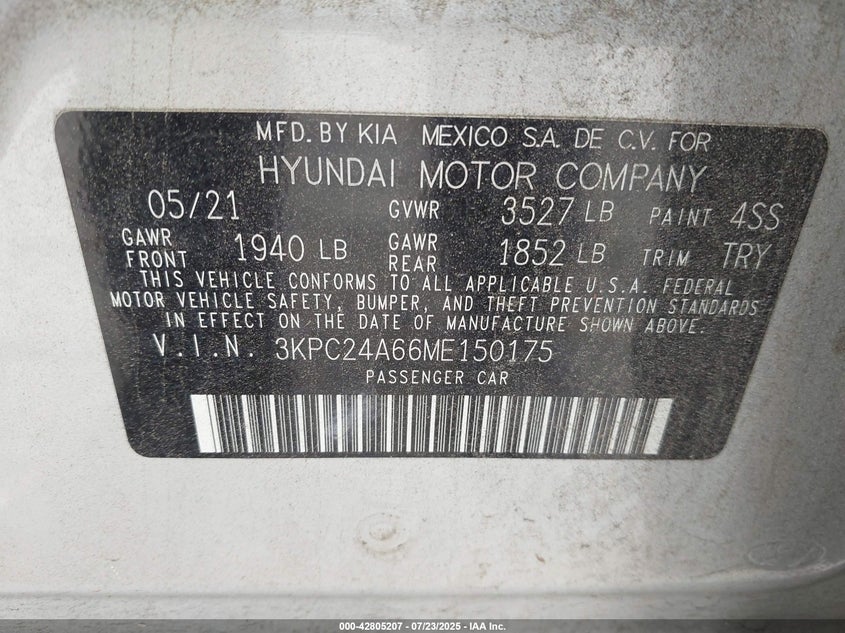 MFD. BY KIA MEXICO S.A. DE C.V. FOR
HYUNDAI MOTOR COMPANY
05/21 GVWR 3527 LB PAINT 4SS
GAWR FRONT 1940 LB GAWR REAR 1852 LB TRIM TRY
THIS VEHICLE CONFORMS TO ALL APPLICABLE U.S.A. FEDERAL
MOTOR VEHICLE SAFETY, BUMPER, AND THEFT PREVENTION STANDARDS
IN EFFECT ON THE DATE OF MANUFACTURE SHOWN ABOVE.
V.I.N. 3KPC24A66ME150175
PASSENGER CAR
000-42805207 - 07/23/2025 - IAA Inc.